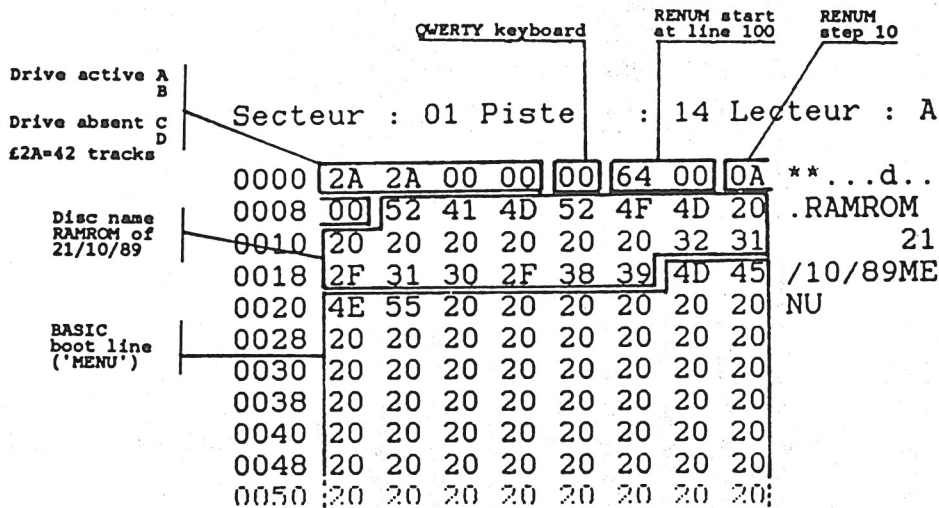 QWERTY keyboard
RENUM start
at line 100
RENUM
step 10
Drive active A
B
Drive absent C
D
£2A=42 tracks
Secteur : 01 Piste : 14 Lecteur : A
0000 2A 2A 00 00 00 64 00 0A **...d..
0008 00 52 41 4D 52 4F 4D 20 .RAMROM
0010 20 20 20 20 20 20 32 31 21
0018 2F 31 30 2F 38 39 4D 45 /10/89ME
0020 4E 55 20 20 20 20 20 20 NU
0028 20 20 20 20 20 20 20 20
0030 20 20 20 20 20 20 20 20
0038 20 20 20 20 20 20 20 20
0040 20 20 20 20 20 20 20 20
0048 20 20 20 20 20 20 20 20
0050 20 20 20 20 20 20 20 20
Disc name
RAMROM of
21/10/89
BASIC
boot line
('MENU')